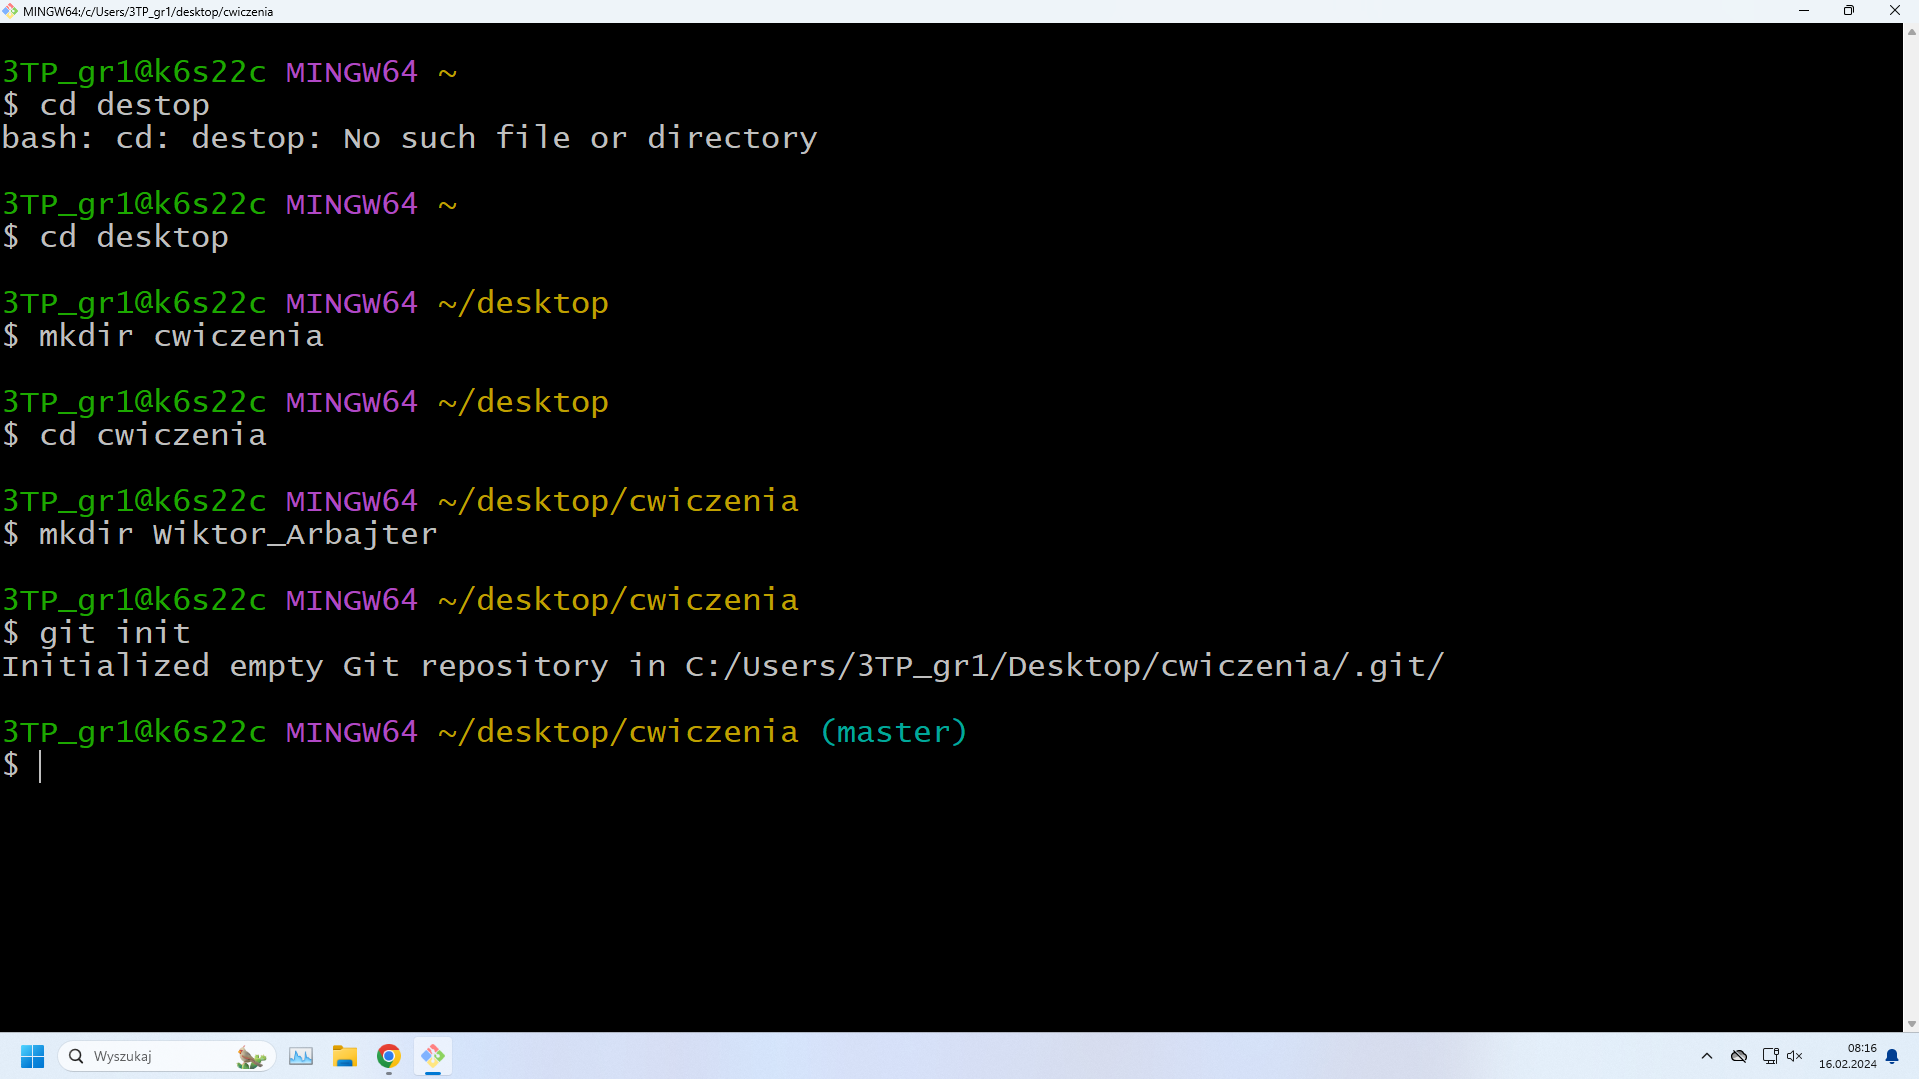 MINGW64:/c/Users/3TP_gr1/desktop/cwiczenia
3TP_gr1@k6s22c MINGW64 ~
$ cd destop
bash: cd: destop: No such file or directory
3TP_gr1@k6s22c MINGW64 ~
$ cd desktop
3TP_gr1@k6s22c MINGW64 ~/desktop
$ mkdir cwiczenia
3TP_gr1@k6s22c MINGW64 ~/desktop
$ cd cwiczenia
3TP_gr1@k6s22c MINGW64 ~/desktop/cwiczenia
$ mkdir Wiktor_Arbajter
3TP_gr1@k6s22c MINGW64 ~/desktop/cwiczenia
$ git init
Initialized empty Git repository in C:/Users/3TP_gr1/Desktop/cwiczenia/.git/
3TP_gr1@k6s22c MINGW64 ~/desktop/cwiczenia (master)
$
Wyszukaj
08:16
16.02.2024